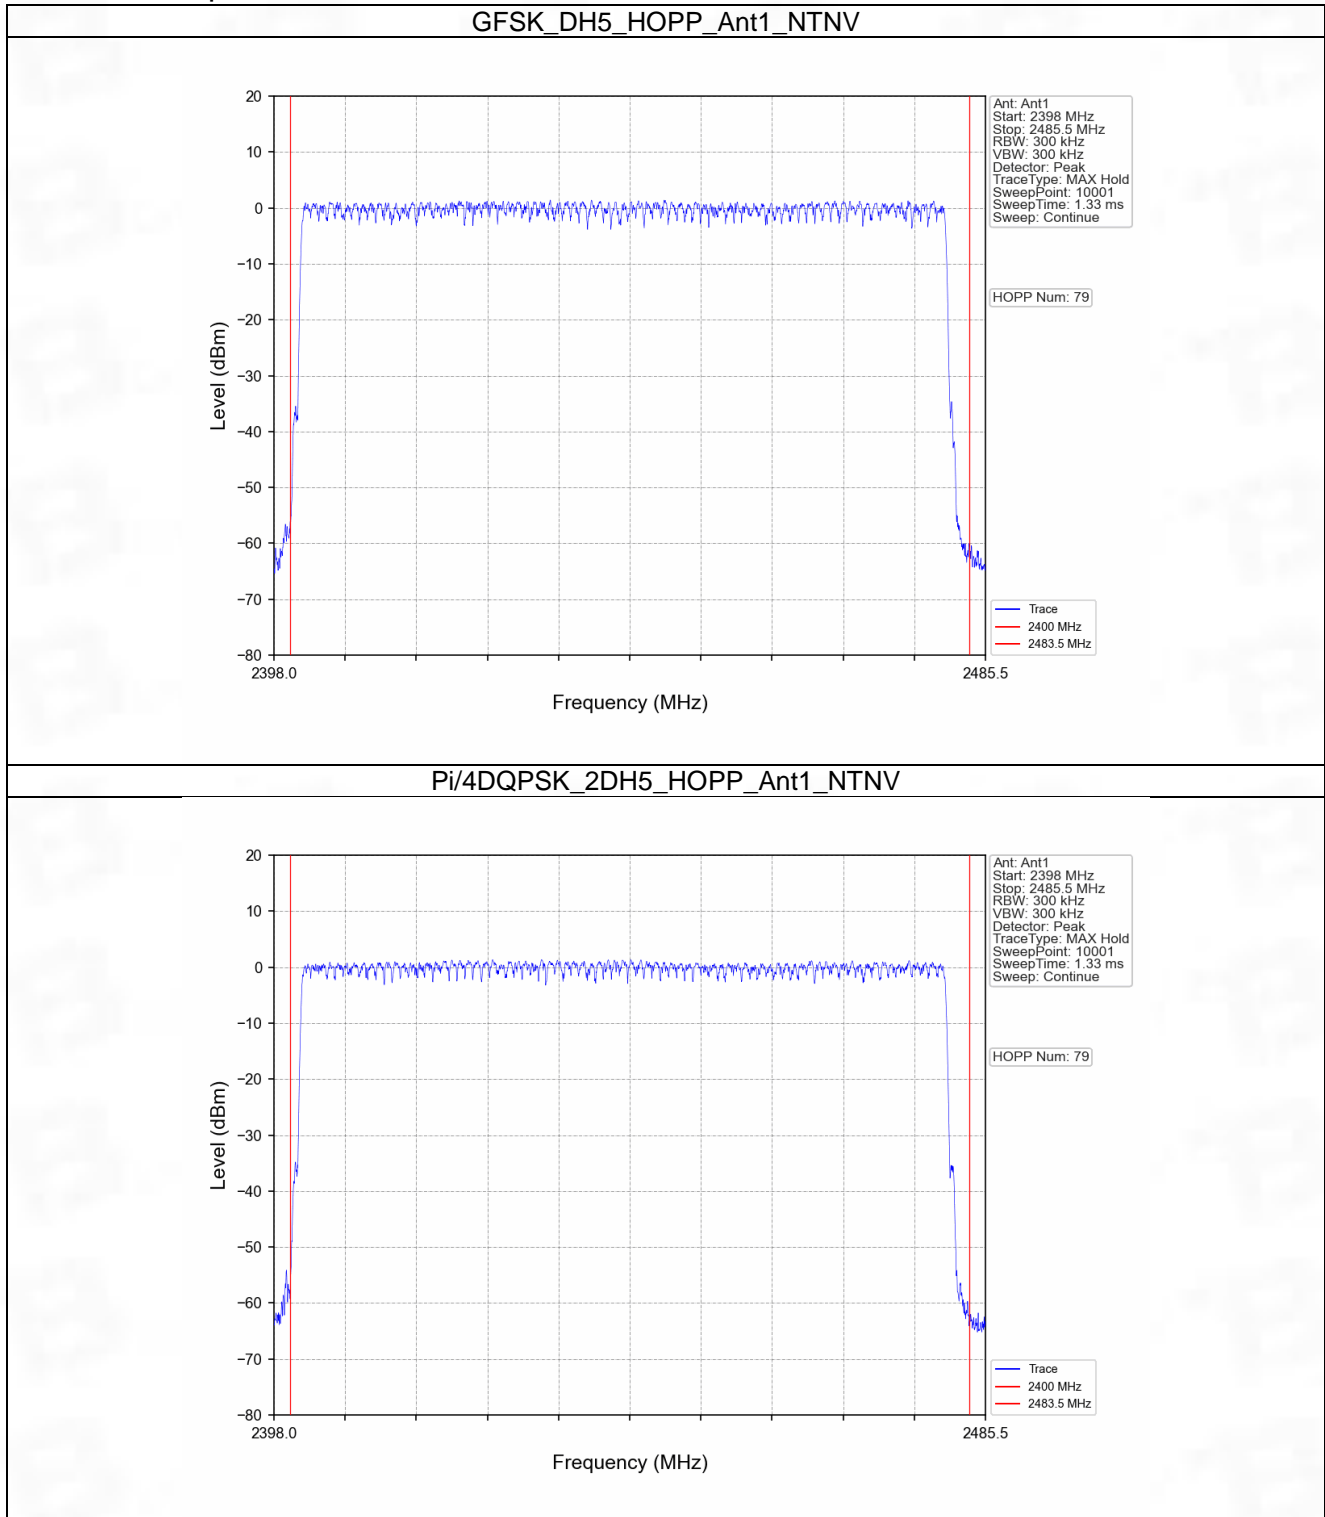 GFSK_DH5_HOPP_Ant1_NTNV
20
10
0
−10
−20
−30
−40
−50
−60
−70
−80
Level (dBm)
2398.0
2485.5
Frequency (MHz)
Ant: Ant1
Start: 2398 MHz
Stop: 2485.5 MHz
RBW: 300 kHz
VBW: 300 kHz
Detector: Peak
TraceType: MAX Hold
SweepPoint: 10001
SweepTime: 1.33 ms
Sweep: Continue
HOPP Num: 79
Trace
2400 MHz
2483.5 MHz
Pi/4DQPSK_2DH5_HOPP_Ant1_NTNV
20
10
0
−10
−20
−30
−40
−50
−60
−70
−80
Level (dBm)
2398.0
2485.5
Frequency (MHz)
Ant: Ant1
Start: 2398 MHz
Stop: 2485.5 MHz
RBW: 300 kHz
VBW: 300 kHz
Detector: Peak
TraceType: MAX Hold
SweepPoint: 10001
SweepTime: 1.33 ms
Sweep: Continue
HOPP Num: 79
Trace
2400 MHz
2483.5 MHz